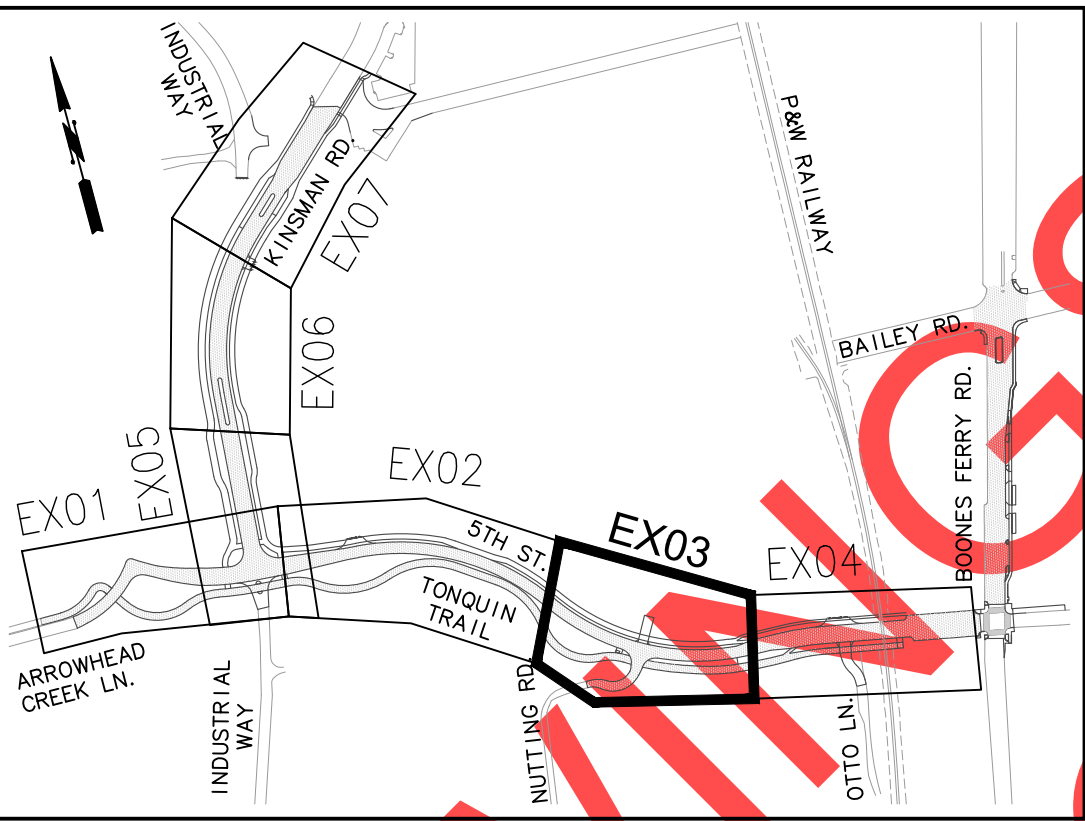 INDUSTRIAL
WAY
P&W RAILWAY
KINSMAN RD.
EX07
EX06
BAILEY RD.
BOONES FERRY RD.
EX05
EX02
EX01
5TH ST.
EX03
EX04
TONQUIN
TRAIL
ARROWHEAD
CREEK LN.
INDUSTRIAL
WAY
NUTTING RD.
OTTO LN.